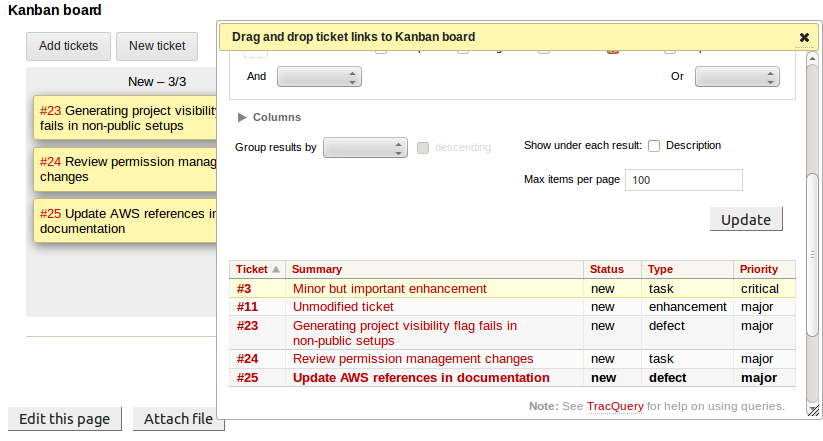 Kanban board
Add tickets
New ticket
New – 3/3
#23 Generating project visibility
fails in non-public setups
#24 Review permission manag
changes
#25 Update AWS references in
documentation
Edit this page
Attach file
Drag and drop ticket links to Kanban board
And
Or
Columns
Group results by
descending
Show under each result:
Description
Max items per page
100
Update
Ticket Summary Status Type Priority
#3 Minor but important enhancement new task critical
#11 Unmodified ticket new enhancement major
#23 Generating project visibility flag fails in new defect major
non-public setups
#24 Review permission management changes new task major
#25 Update AWS references in documentation new defect major
Note: See TracQuery for help on using queries.